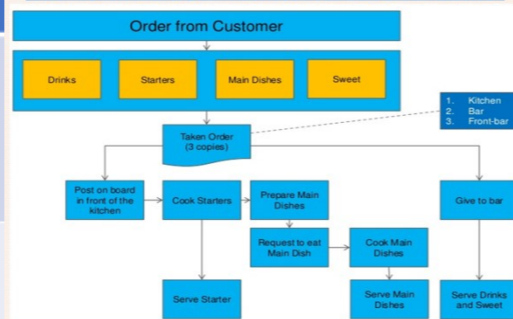 Order from Customer
Drinks
Starters
Main Dishes
Sweet
1. Kitchen
2. Bar
3. Front-bar
Taken Order
(3 copies)
Post on board
in front of the
kitchen
Cook Starters
Prepare Main
Dishes
Give to bar
Request to eat
Main Dish
Cook Main
Dishes
Serve Starter
Serve Main
Dishes
Serve Drinks
and Sweet